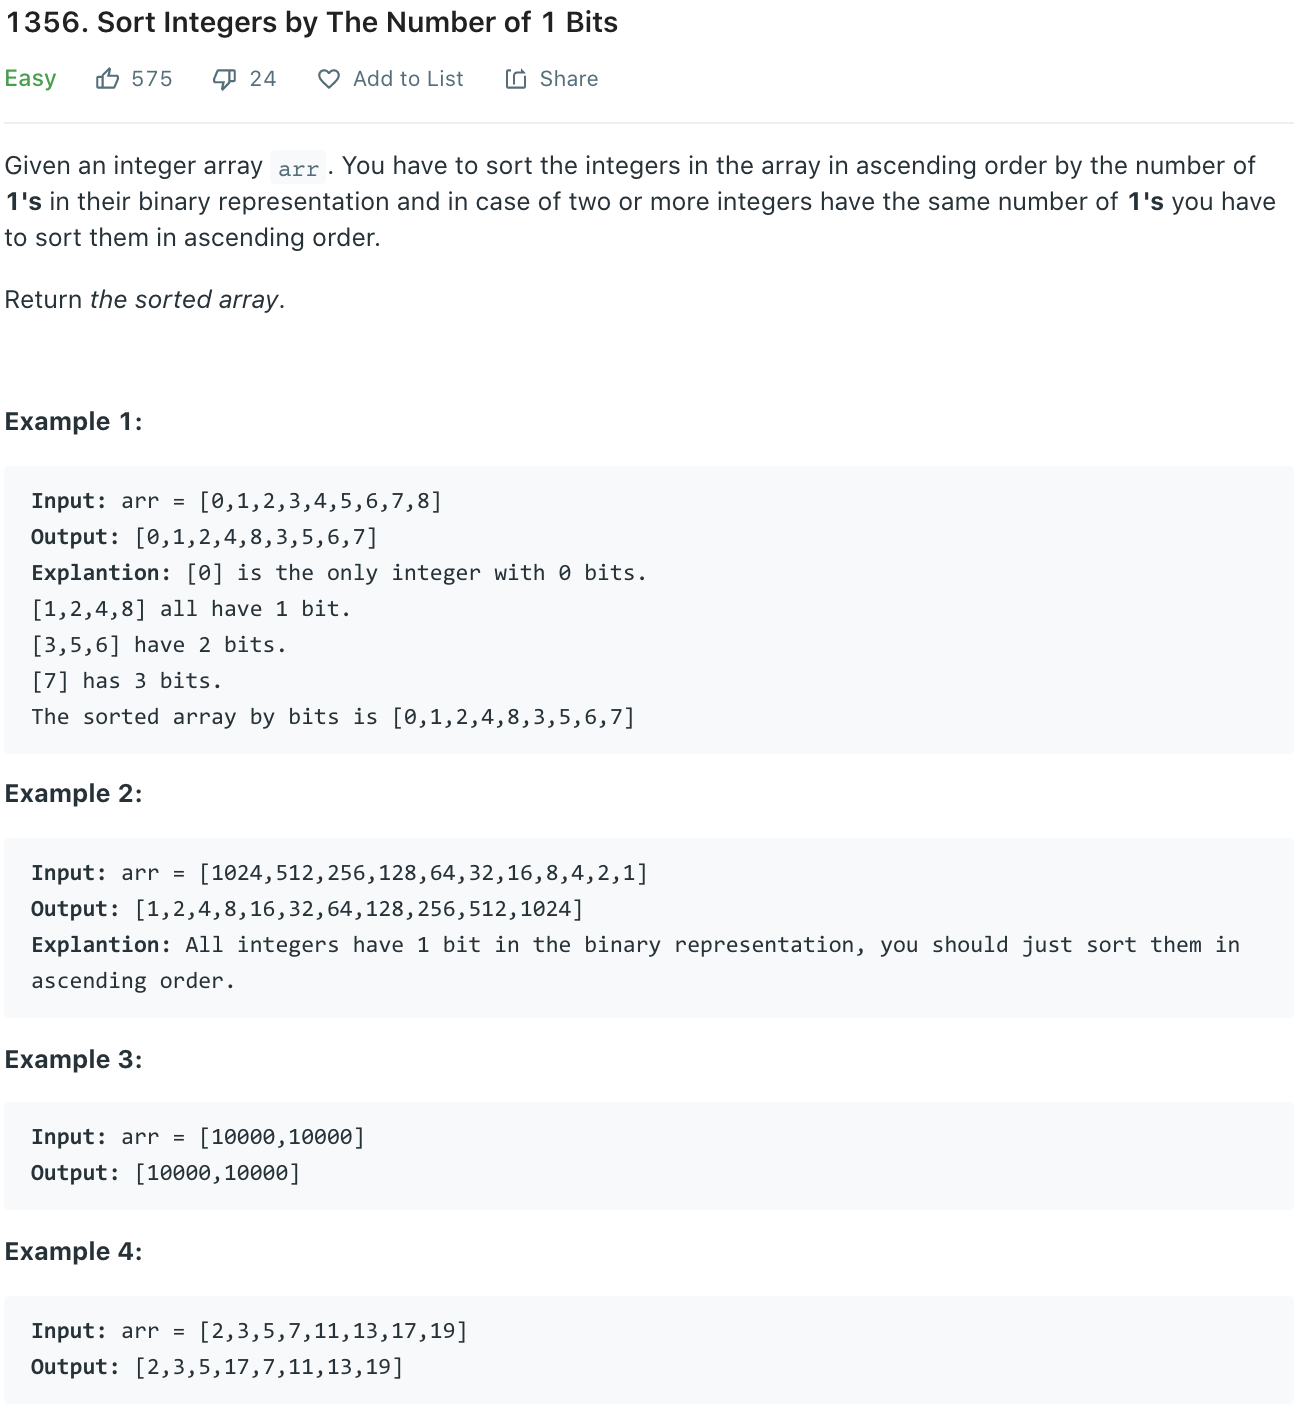 1356. Sort Integers by The Number of 1 Bits
Easy 575 24 Add to List Share
Given an integer array arr . You have to sort the integers in the array in ascending order by the number of
1's in their binary representation and in case of two or more integers have the same number of 1's you have
to sort them in ascending order.
Return the sorted array.
Example 1:
Input: arr = [0,1,2,3,4,5,6,7,8]
Output: [0,1,2,4,8,3,5,6,7]
Explantion: [0] is the only integer with 0 bits.
[1,2,4,8] all have 1 bit.
[3,5,6] have 2 bits.
[7] has 3 bits.
The sorted array by bits is [0,1,2,4,8,3,5,6,7]
Example 2:
Input: arr = [1024,512,256,128,64,32,16,8,4,2,1]
Output: [1,2,4,8,16,32,64,128,256,512,1024]
Explantion: All integers have 1 bit in the binary representation, you should just sort them in
ascending order.
Example 3:
Input: arr = [10000,10000]
Output: [10000,10000]
Example 4:
Input: arr = [2,3,5,7,11,13,17,19]
Output: [2,3,5,17,7,11,13,19]